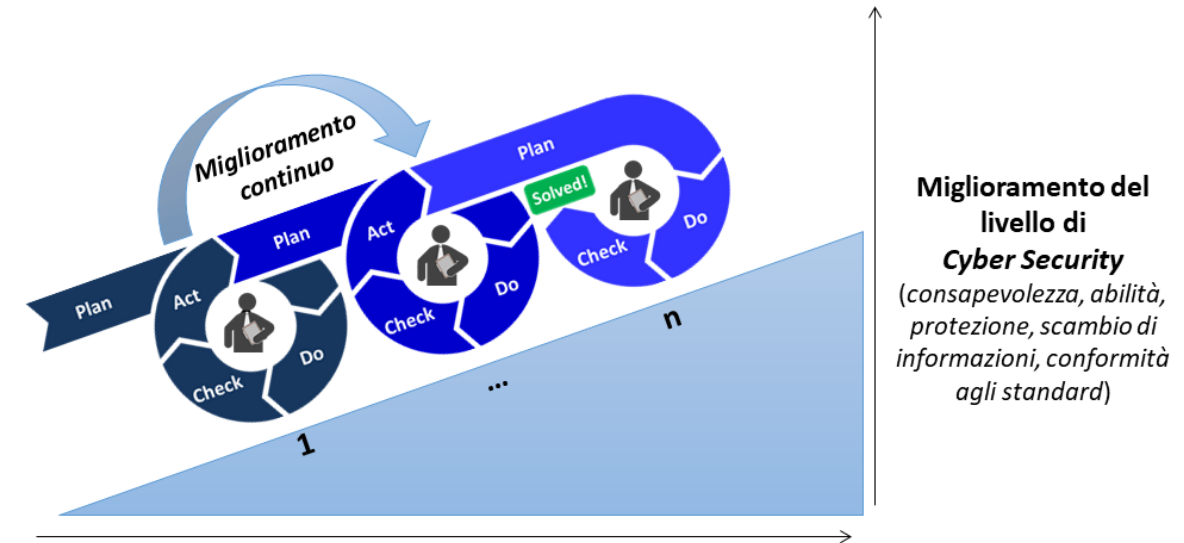 Miglioramento
continuo
Plan
Act
Do
Check
Plan
Act
Do
Check
Plan
Solved!
Do
Check
1
...
n
Miglioramento del
livello di
Cyber Security
(consapevolezza, abilità,
protezione, scambio di
informazioni, conformità
agli standard)